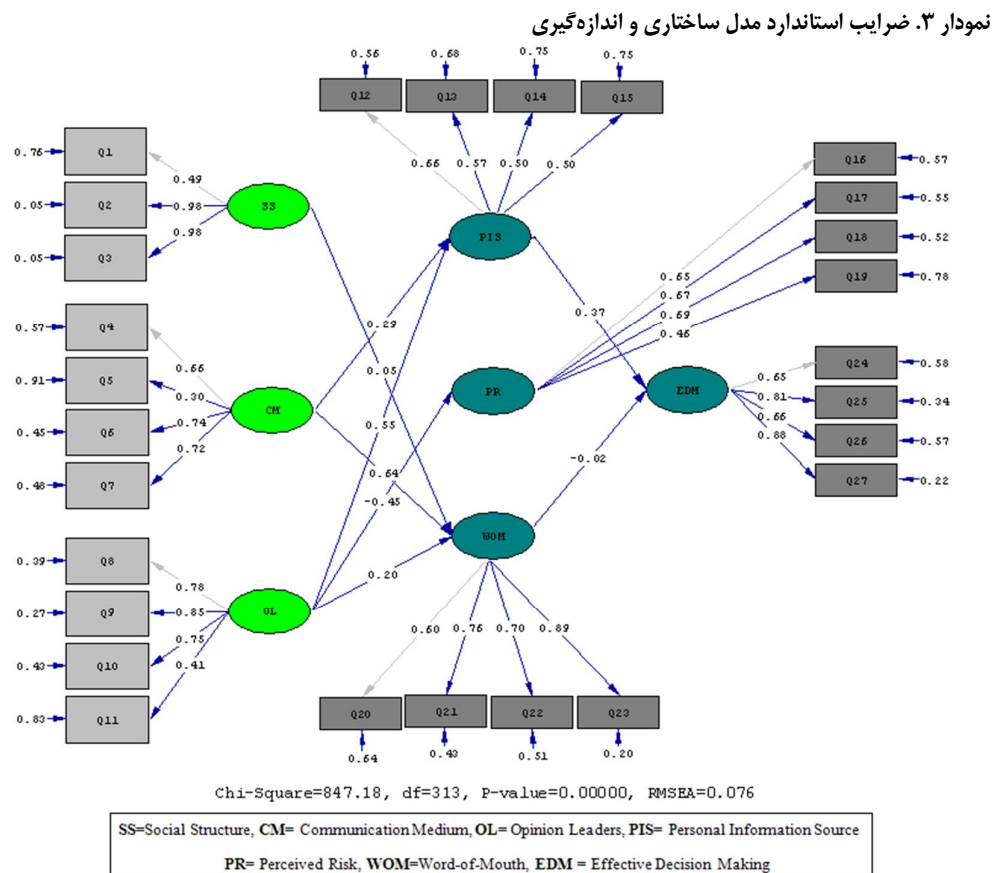 نمودار ۳. ضرایب استاندارد مدل ساختاری و اندازه‌گیری
0.56 0.68 0.75 0.75
Q12 Q13 Q14 Q15
0.66 0.57 0.50 0.50
0.76 Q1
0.05 Q2
0.05 Q3
0.49
0.98
0.98
SS
PIS
Q16 0.57
Q17 0.55
Q18 0.52
Q19 0.78
0.65
0.67
0.69
0.46
0.57 Q4
0.91 Q5
0.45 Q6
0.48 Q7
0.66
0.30
0.74
0.72
CM
0.29
0.05
0.55
0.64
-0.45
0.20
0.37
-0.02
PR
EDM
Q24 0.58
Q25 0.34
Q26 0.57
Q27 0.22
0.65
0.81
0.66
0.88
0.39 Q8
0.27 Q9
0.43 Q10
0.83 Q11
0.78
0.85
0.75
0.41
OL
WOM
0.60 0.76 0.70 0.89
Q20 Q21 Q22 Q23
0.64 0.43 0.51 0.20
Chi-Square=847.18, df=313, P-value=0.00000, RMSEA=0.076
SS=Social Structure, CM= Communication Medium, OL= Opinion Leaders, PIS= Personal Information Source
PR= Perceived Risk, WOM=Word-of-Mouth, EDM = Effective Decision Making